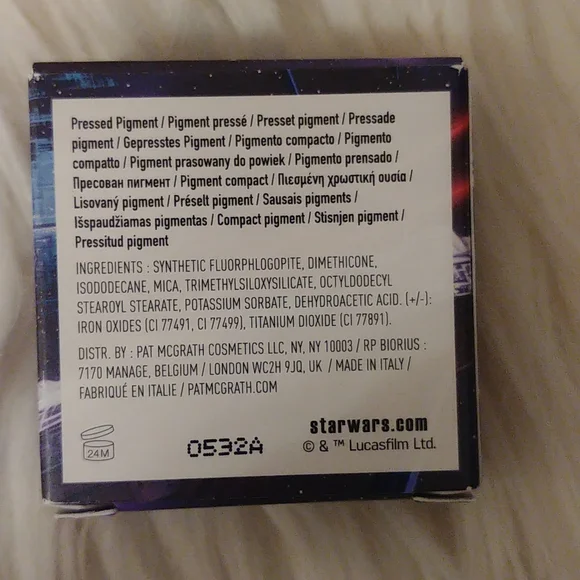 Pressed Pigment / Pigment pressé / Presset pigment / Pressade
pigment / Gepresstes Pigment / Pigmento compacto / Pigmento
compatto / Pigment prasowany do powiek / Pigmento prensado /
Пресован пигмент / Pigment compact / Πιεσμένη χρωστική ουσία /
Lisovaný pigment / Préselt pigment / Sausais pigments /
Išspaudžiamas pigmentas / Compact pigment / Stisnjen pigment /
Pressitud pigment
INGREDIENTS : SYNTHETIC FLUORPHLOGOPITE, DIMETHICONE,
ISODODECANE, MICA, TRIMETHYLSILOXYSILICATE, OCTYLDODECYL
STEAROYL STEARATE, POTASSIUM SORBATE, DEHYDROACETIC ACID. (+/-):
IRON OXIDES (CI 77491, CI 77499), TITANIUM DIOXIDE (CI 77891).
DISTR. BY : PAT MCGRATH COSMETICS LLC, NY, NY 10003 / RP BIORIUS :
7170 MANAGE, BELGIUM / LONDON WC2H 9JQ, UK / MADE IN ITALY /
FABRIQUÉ EN ITALIE / PATMCGRATH.COM
24M
0532A
starwars.com
© & ™ Lucasfilm Ltd.